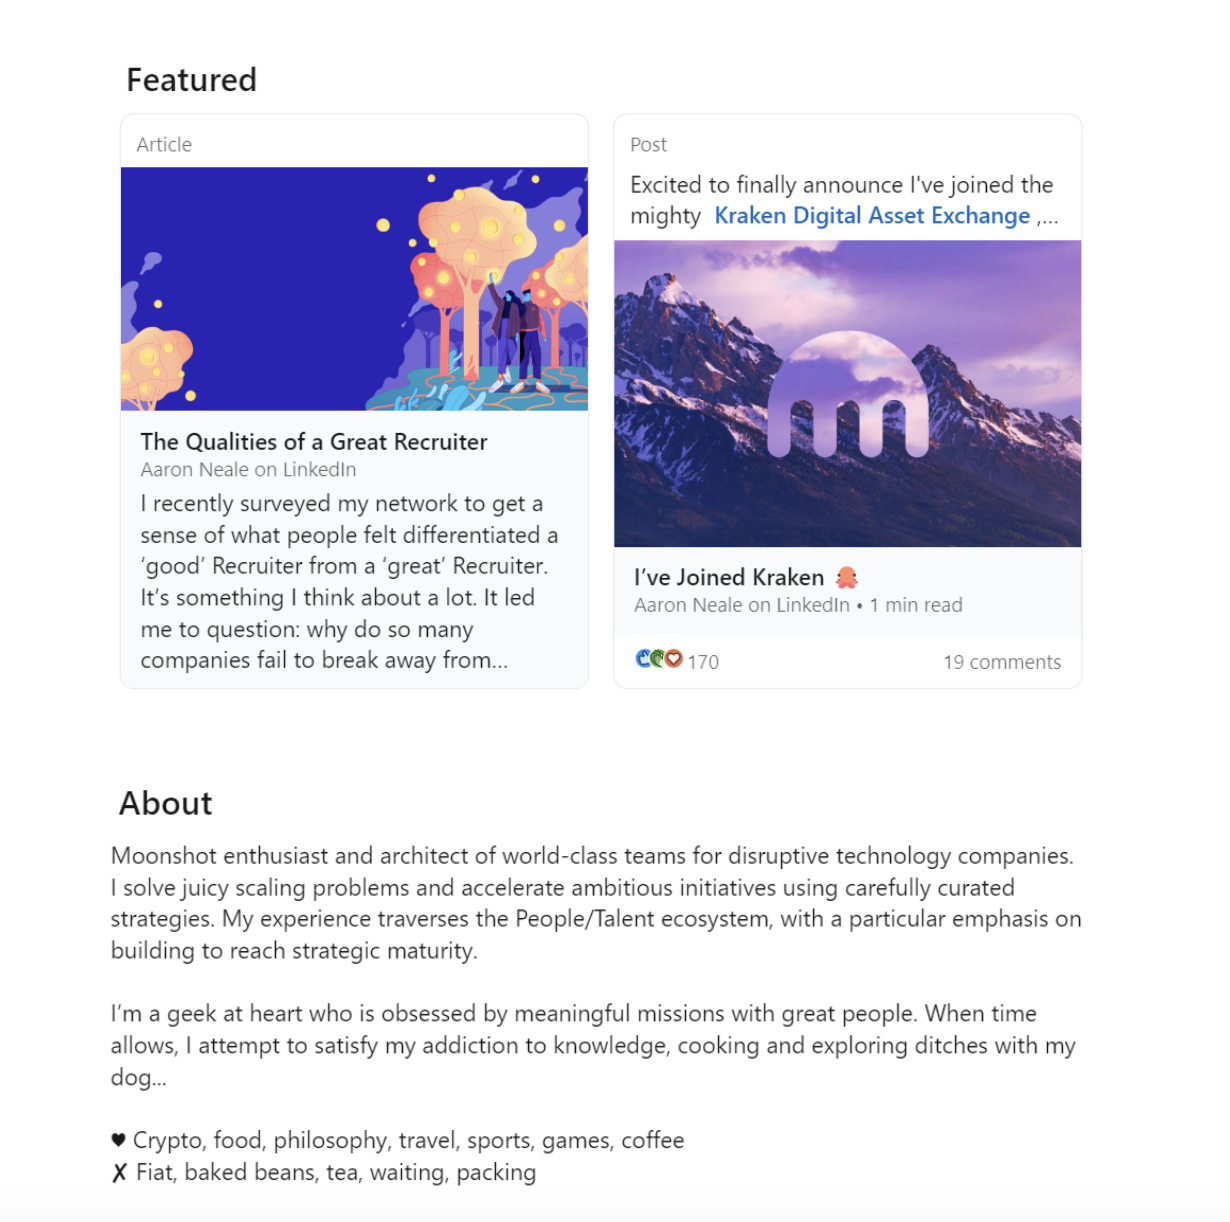 Featured
Article
The Qualities of a Great Recruiter
Aaron Neale on LinkedIn
I recently surveyed my network to get a
sense of what people felt differentiated a
‘good’ Recruiter from a ‘great’ Recruiter.
It’s something I think about a lot. It led
me to question: why do so many
companies fail to break away from...
Post
Excited to finally announce I've joined the
mighty Kraken Digital Asset Exchange ,...
I’ve Joined Kraken 🐙
Aaron Neale on LinkedIn • 1 min read
170
19 comments
About
Moonshot enthusiast and architect of world-class teams for disruptive technology companies.
I solve juicy scaling problems and accelerate ambitious initiatives using carefully curated
strategies. My experience traverses the People/Talent ecosystem, with a particular emphasis on
building to reach strategic maturity.
I’m a geek at heart who is obsessed by meaningful missions with great people. When time
allows, I attempt to satisfy my addiction to knowledge, cooking and exploring ditches with my
dog...
♥ Crypto, food, philosophy, travel, sports, games, coffee
✗ Fiat, baked beans, tea, waiting, packing